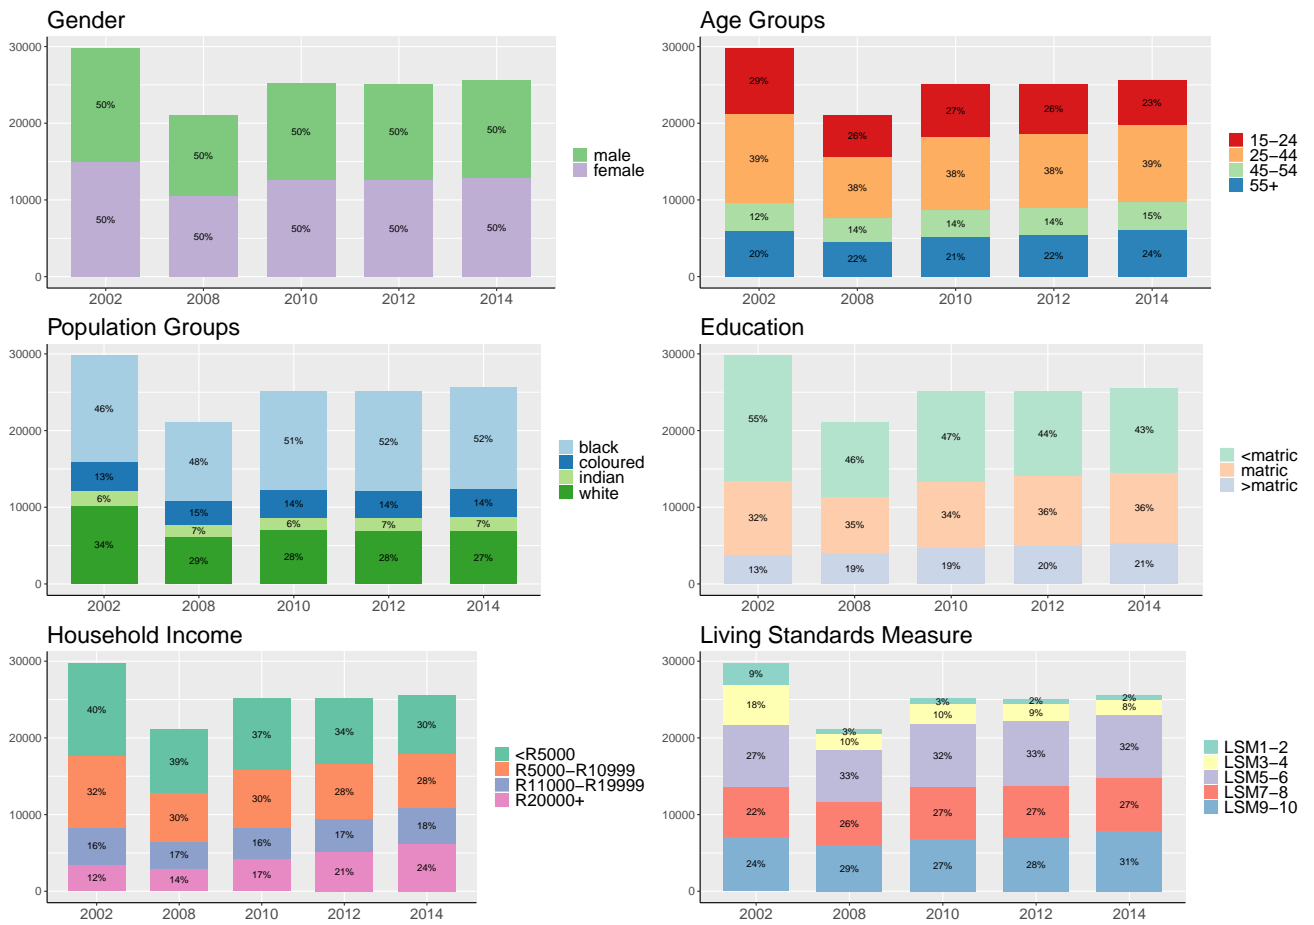 Gender
30000
20000
10000
0
50% 50% 50% 50% 50%
50% 50% 50% 50% 50%
2002 2008 2010 2012 2014
male
female
Age Groups
30000
20000
10000
0
29% 26% 27% 26% 23%
39% 38% 38% 38% 39%
12% 14% 14% 14% 15%
20% 22% 21% 22% 24%
2002 2008 2010 2012 2014
15−24
25−44
45−54
55+
Population Groups
30000
20000
10000
0
46% 48% 51% 52% 52%
13% 15% 14% 14% 14%
6% 7% 6% 7% 7%
34% 29% 28% 28% 27%
2002 2008 2010 2012 2014
black
coloured
indian
white
Education
30000
20000
10000
0
55% 46% 47% 44% 43%
32% 35% 34% 36% 36%
13% 19% 19% 20% 21%
2002 2008 2010 2012 2014
<matric
matric
>matric
Household Income
30000
20000
10000
0
40% 39% 37% 34% 30%
32% 30% 30% 28% 28%
16% 17% 16% 17% 18%
12% 14% 17% 21% 24%
2002 2008 2010 2012 2014
<R5000
R5000−R10999
R11000−R19999
R20000+
Living Standards Measure
30000
20000
10000
0
9% 3% 3% 2% 2%
18% 10% 10% 9% 8%
27% 33% 32% 33% 32%
22% 26% 27% 27% 27%
24% 29% 27% 28% 31%
2002 2008 2010 2012 2014
LSM1−2
LSM3−4
LSM5−6
LSM7−8
LSM9−10